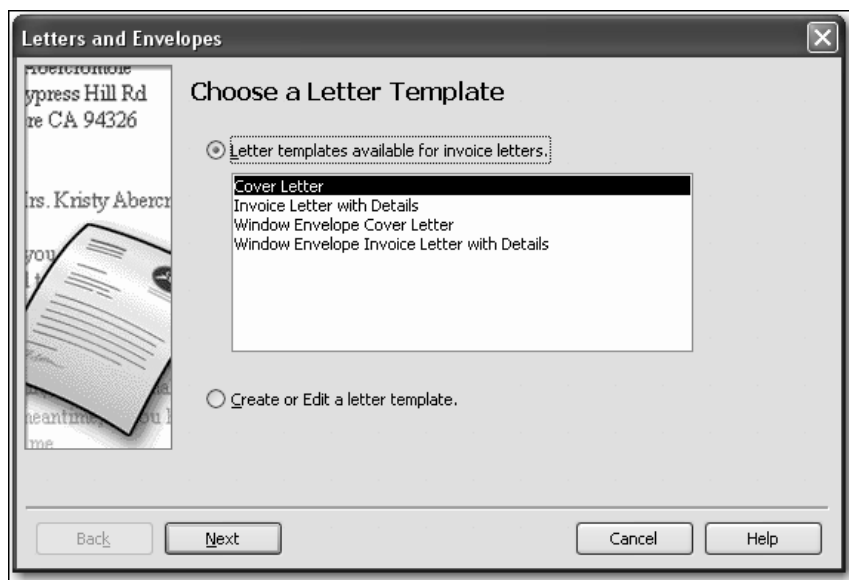 Letters and Envelopes
ypress Hill Rd
re CA 94326
rs. Kristy Abercr
you
Choose a Letter Template
Letter templates available for invoice letters.
Cover Letter
Invoice Letter with Details
Window Envelope Cover Letter
Window Envelope Invoice Letter with Details
Create or Edit a letter template.
me
Back
Next
Cancel
Help